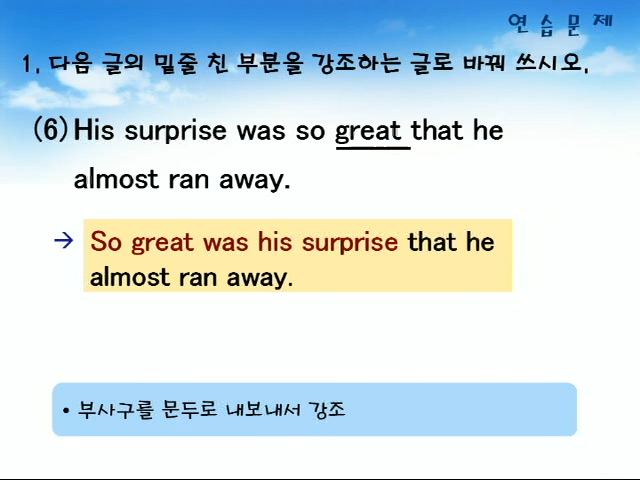 연 습 문 제
1. 다음 글의 밑줄 친 부분을 강조하는 글로 바꿔 쓰시오.
(6) His surprise was so great that he
almost ran away.
→ So great was his surprise that he
almost ran away.
• 부사구를 문두로 내보내서 강조